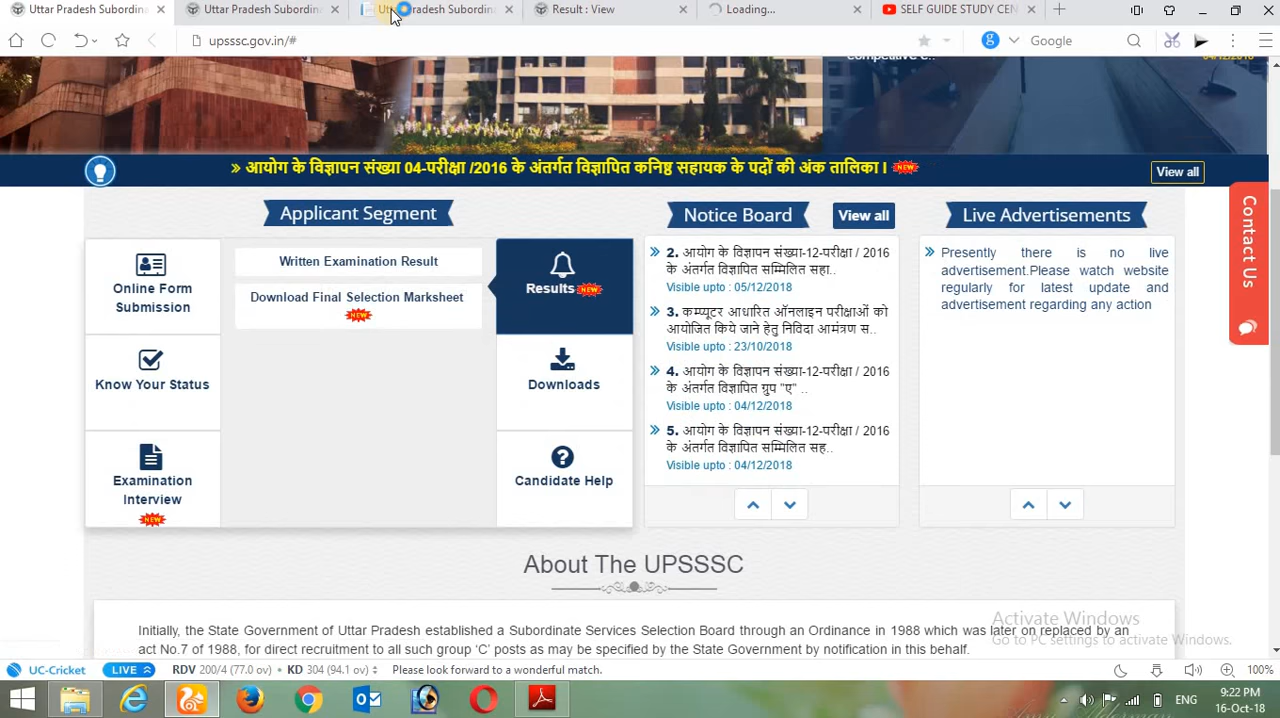 Uttar Pradesh Subordin
Uttar Pradesh Subordin
Uttar Pradesh Subordin
Result : View
Loading...
SELF GUIDE STUDY CEN
upsssc.gov.in/#
Google
04/12/2018
» आयोग के विज्ञापन संख्या 04-परीक्षा /2016 के अंतर्गत विज्ञापित कनिष्ठ सहायक के पदों की अंक तालिका I NEW
View all
Applicant Segment
Notice Board
View all
Live Advertisements
Contact Us
Online Form
Submission
Know Your Status
Examination
Interview
NEW
Written Examination Result
Download Final Selection Marksheet
NEW
Results NEW
Downloads
Candidate Help
2. आयोग के विज्ञापन संख्या-12-परीक्षा / 2016
के अंतर्गत विज्ञापित सम्मिलित सहा..
Visible upto : 05/12/2018
3. कम्प्यूटर आधारित ऑनलाइन परीक्षाओं को
आयोजित किये जाने हेतु निविदा आमंत्रण स..
Visible upto : 23/10/2018
4. आयोग के विज्ञापन संख्या-12-परीक्षा / 2016
के अंतर्गत विज्ञापित ग्रुप "ए" ..
Visible upto : 04/12/2018
5. आयोग के विज्ञापन संख्या-12-परीक्षा / 2016
के अंतर्गत विज्ञापित सम्मिलित सह..
Visible upto : 04/12/2018
Presently there is no live
advertisement.Please watch website
regularly for latest update and
advertisement regarding any action
About The UPSSSC
Initially, the State Government of Uttar Pradesh established a Subordinate Services Selection Board through an Ordinance in 1988 which was later on replaced by an
act No.7 of 1988, for direct recruitment to all such group 'C' posts as may be specified by the State Government by notification in this behalf.
Activate Windows
Go to PC settings to activate Windows.
UC-Cricket
LIVE
RDV 200/4 (77.0 ov) • KD 304 (94.1 ov)
Please look forward to a wonderful match.
100%
ENG
9:22 PM
16-Oct-18